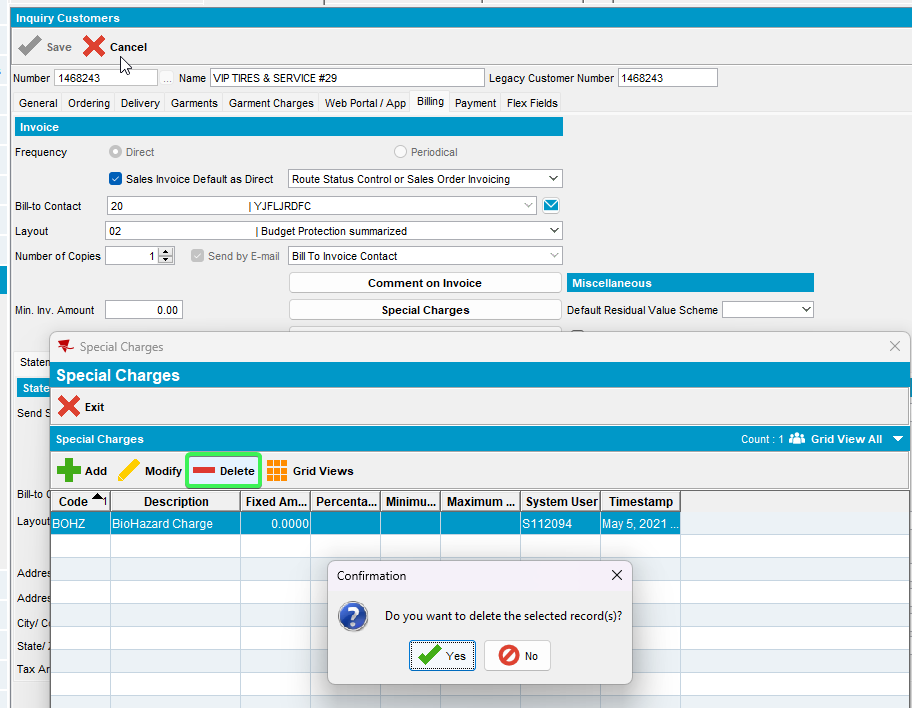 Inquiry Customers
Save Cancel
Number 1468243 ... Name VIP TIRES & SERVICE #29 Legacy Customer Number 1468243
General Ordering Delivery Garments Garment Charges Web Portal / App Billing Payment Flex Fields
Invoice
Frequency Direct Periodical
Sales Invoice Default as Direct Route Status Control or Sales Order Invoicing
Bill-to Contact 20 | YJFLJRDFC
Layout 02 | Budget Protection summarized
Number of Copies 1 Send by E-mail Bill To Invoice Contact
Comment on Invoice Miscellaneous
Min. Inv. Amount 0.00 Special Charges Default Residual Value Scheme
Special Charges
Special Charges
Exit
Special Charges Count : 1 Grid View All
Add Modify Delete Grid Views
Code 1 Description Fixed Am... Percenta... Minimu... Maximum ... System User Timestamp
BOHZ BioHazard Charge 0.0000 S112094 May 5, 2021 ...
Confirmation
Do you want to delete the selected record(s)?
Yes No
Statem
State
Send S
Bill-to C
Layout
Addres
Addres
City/ Co
State/ Z
Tax Ar